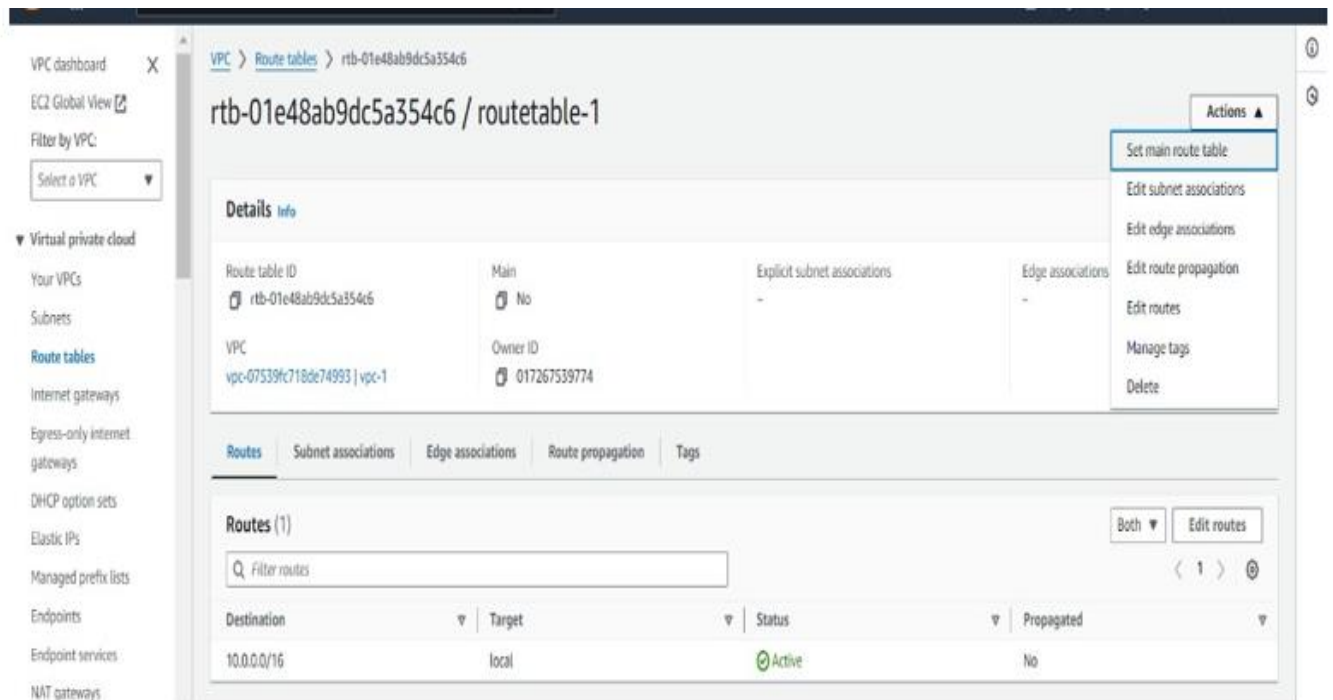 VPC dashboard X
EC2 Global View
Filter by VPC:
Select a VPC
Virtual private cloud
Your VPCs
Subnets
Route tables
Internet gateways
Egress-only internet
gateways
DHCP option sets
Elastic IPs
Managed prefix lists
Endpoints
Endpoint services
NAT gateways
VPC > Route tables > rtb-01e48ab9dc5a354c6
rtb-01e48ab9dc5a354c6 / routetable-1
Actions
Set main route table
Edit subnet associations
Edit edge associations
Edit route propagation
Edit routes
Manage tags
Delete
Details Info
Route table ID
rtb-01e48ab9dc5a354c6
Main
No
Explicit subnet associations
-
Edge associations
-
VPC
vpc-07539fc718de74993 | vpc-1
Owner ID
017267539774
Routes Subnet associations Edge associations Route propagation Tags
Routes (1)
Both Edit routes
Filter routes
< 1 >
Destination Target Status Propagated
10.0.0.0/16 local Active No